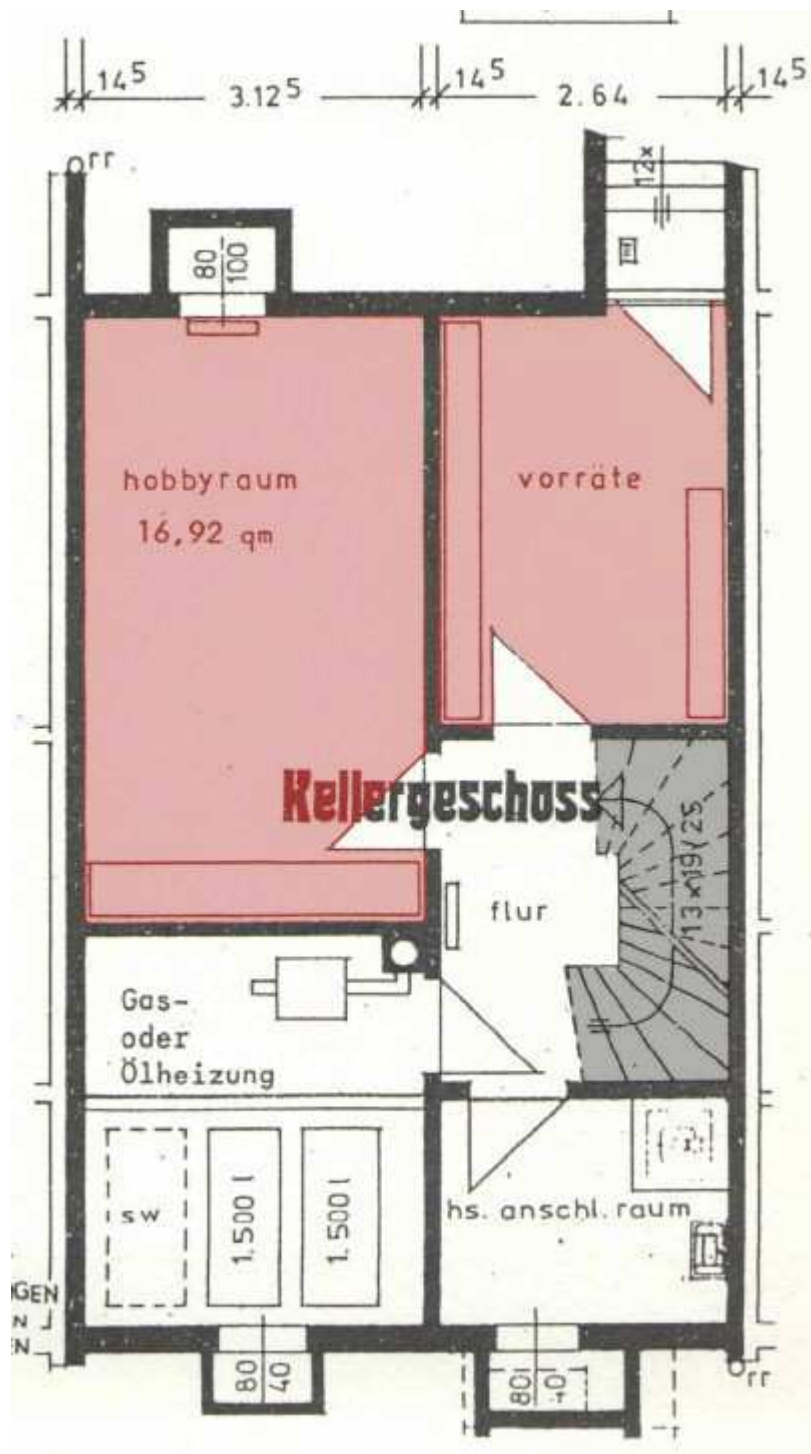 14⁵ 3.12⁵ 14⁵ 2.64 14⁵
rr
12x
80
100
hobbyraum
16,92 qm
vorräte
Kellergeschoss
13x19/25
flur
Gas-
oder
Ölheizung
sw
1.500 l
1.500 l
hs. anschl. raum
80
40
80
rr